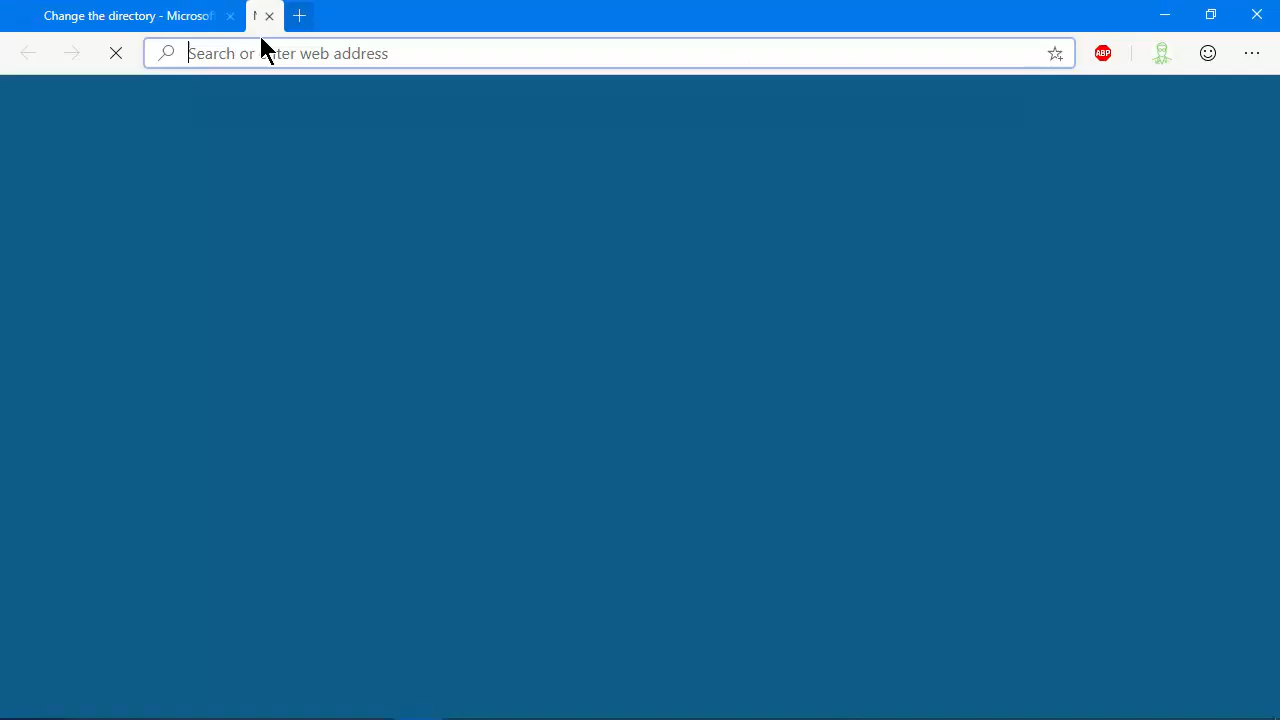 Change the directory - Microsof
Search or enter web address
ABP